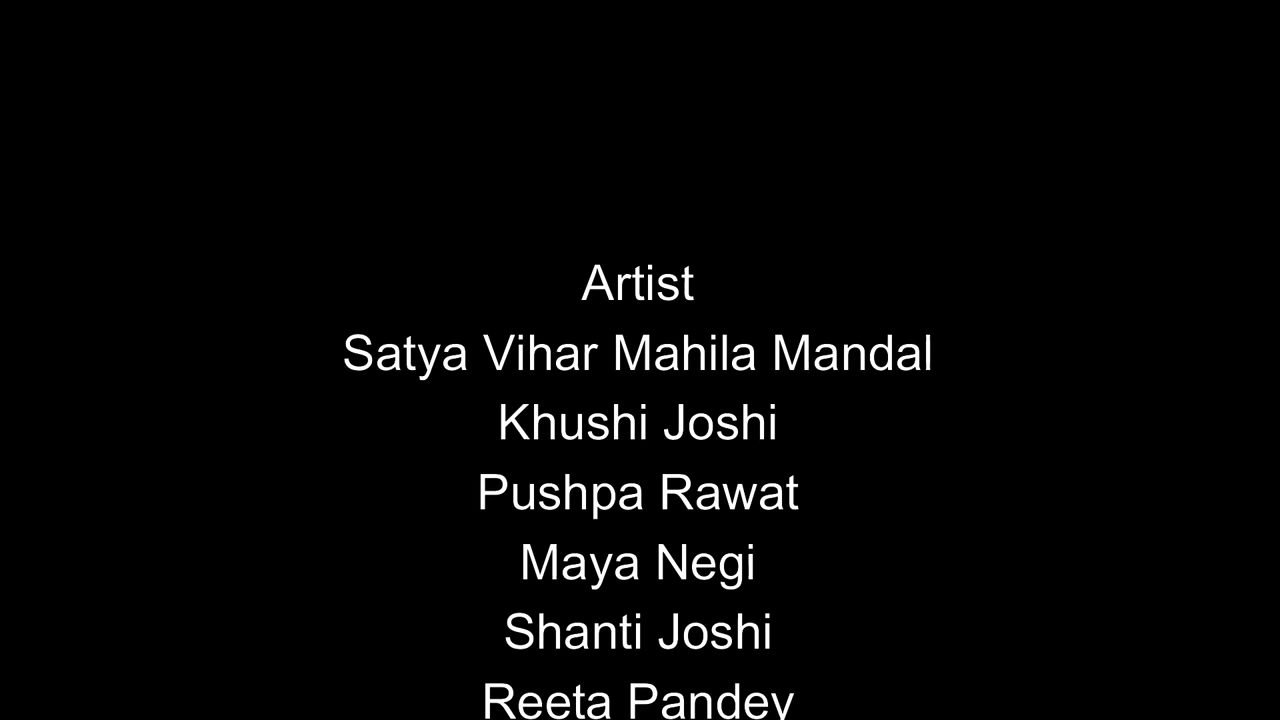 Artist
Satya Vihar Mahila Mandal
Khushi Joshi
Pushpa Rawat
Maya Negi
Shanti Joshi
Reeta Pandey